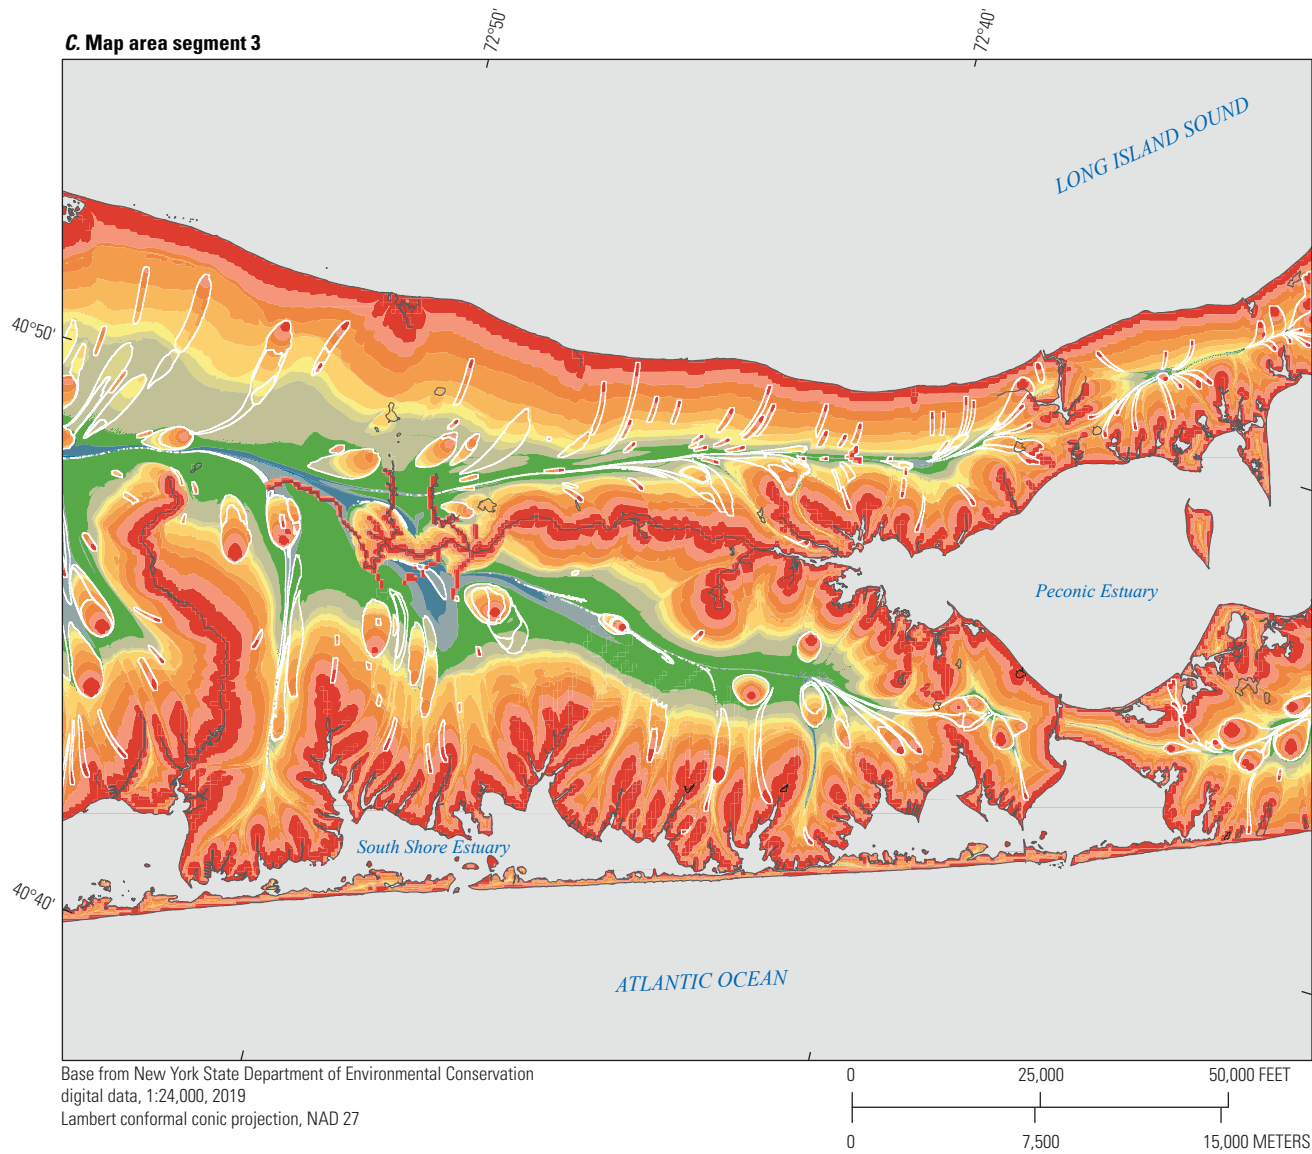 C. Map area segment 3
72°50'
72°40'
LONG ISLAND SOUND
40°50'
Peconic Estuary
South Shore Estuary
40°40'
ATLANTIC OCEAN
Base from New York State Department of Environmental Conservation
digital data, 1:24,000, 2019
Lambert conformal conic projection, NAD 27
0 25,000 50,000 FEET
0 7,500 15,000 METERS